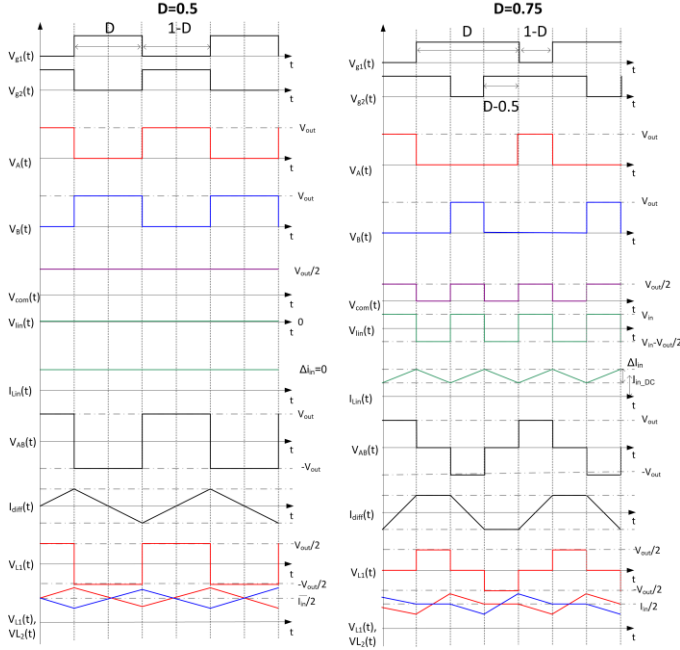 D=0.5
D
1-D
Vg1(t)
t
Vg2(t)
t
Vout
VA(t)
t
Vout
VB(t)
t
Vout/2
Vcom(t)
t
Vlin(t)
0
t
Δiin=0
ILin(t)
t
Vout
VAB(t)
t
-Vout
Idiff(t)
t
Vout/2
VL1(t)
t
-Vout/2
Iin/2
VL1(t),
VL2(t)
t
D=0.75
D
1-D
Vg1(t)
t
Vg2(t)
t
D-0.5
Vout
VA(t)
t
Vout
VB(t)
t
Vout/2
Vcom(t)
t
Vin
Vlin(t)
t
Vin-Vout/2
ΔIin
Iin_DC
ILin(t)
t
Vout
VAB(t)
t
-Vout
Idiff(t)
t
Vout/2
VL1(t)
t
-Vout/2
Iin/2
VL1(t),
VL2(t)
t